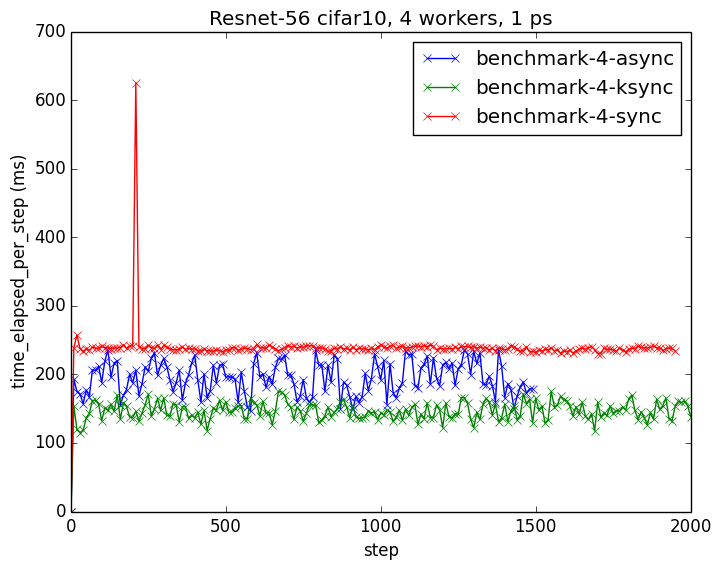 Resnet-56 cifar10, 4 workers, 1 ps
benchmark-4-async
benchmark-4-ksync
benchmark-4-sync
time_elapsed_per_step (ms)
700
600
500
400
300
200
100
0
0 500 1000 1500 2000
step